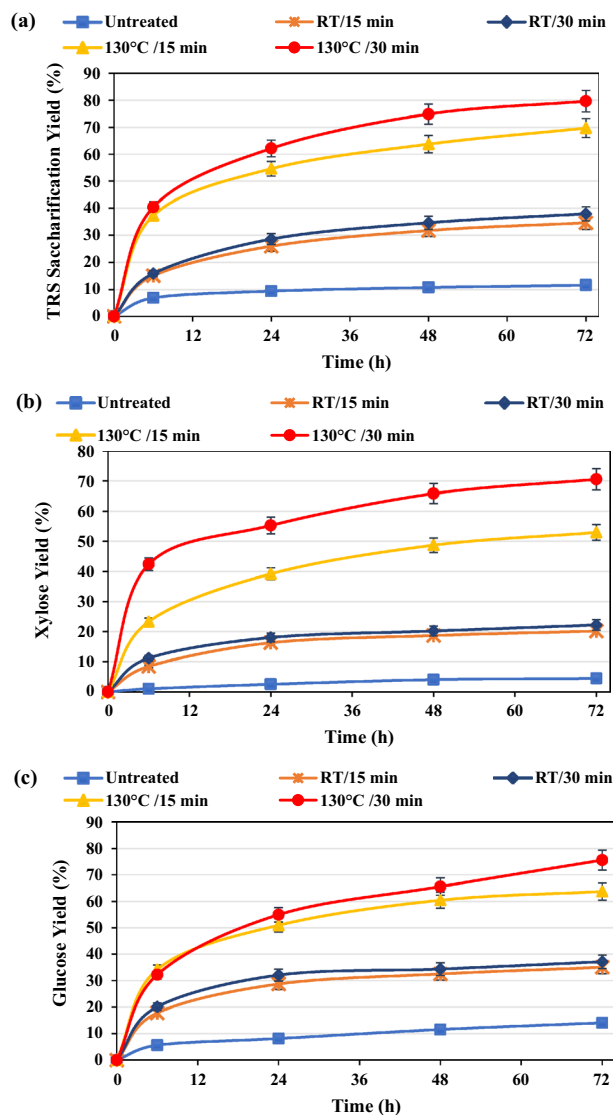 (a)
Untreated RT/15 min RT/30 min
130°C /15 min 130°C /30 min
TRS Saccharification Yield (%)
90
80
70
60
50
40
30
20
10
0
0 12 24 36 48 60 72
Time (h)
(b)
Untreated RT/15 min RT/30 min
130°C /15 min 130°C /30 min
Xylose Yield (%)
80
70
60
50
40
30
20
10
0
0 12 24 36 48 60 72
Time (h)
(c)
Untreated RT/15 min RT/30 min
130°C /15 min 130°C /30 min
Glucose Yield (%)
90
80
70
60
50
40
30
20
10
0
0 12 24 36 48 60 72
Time (h)